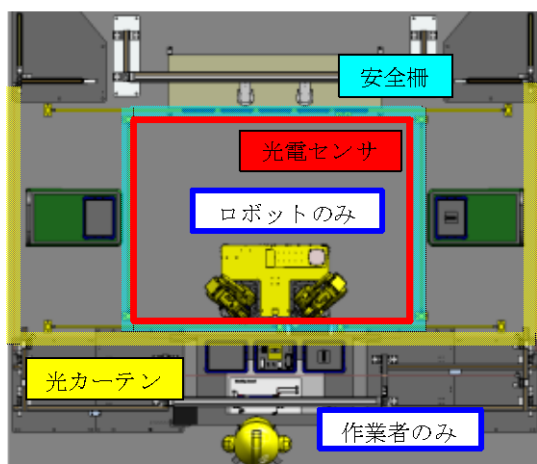 安全柵
光電センサ
ロボットのみ
光カーテン
作業者のみ